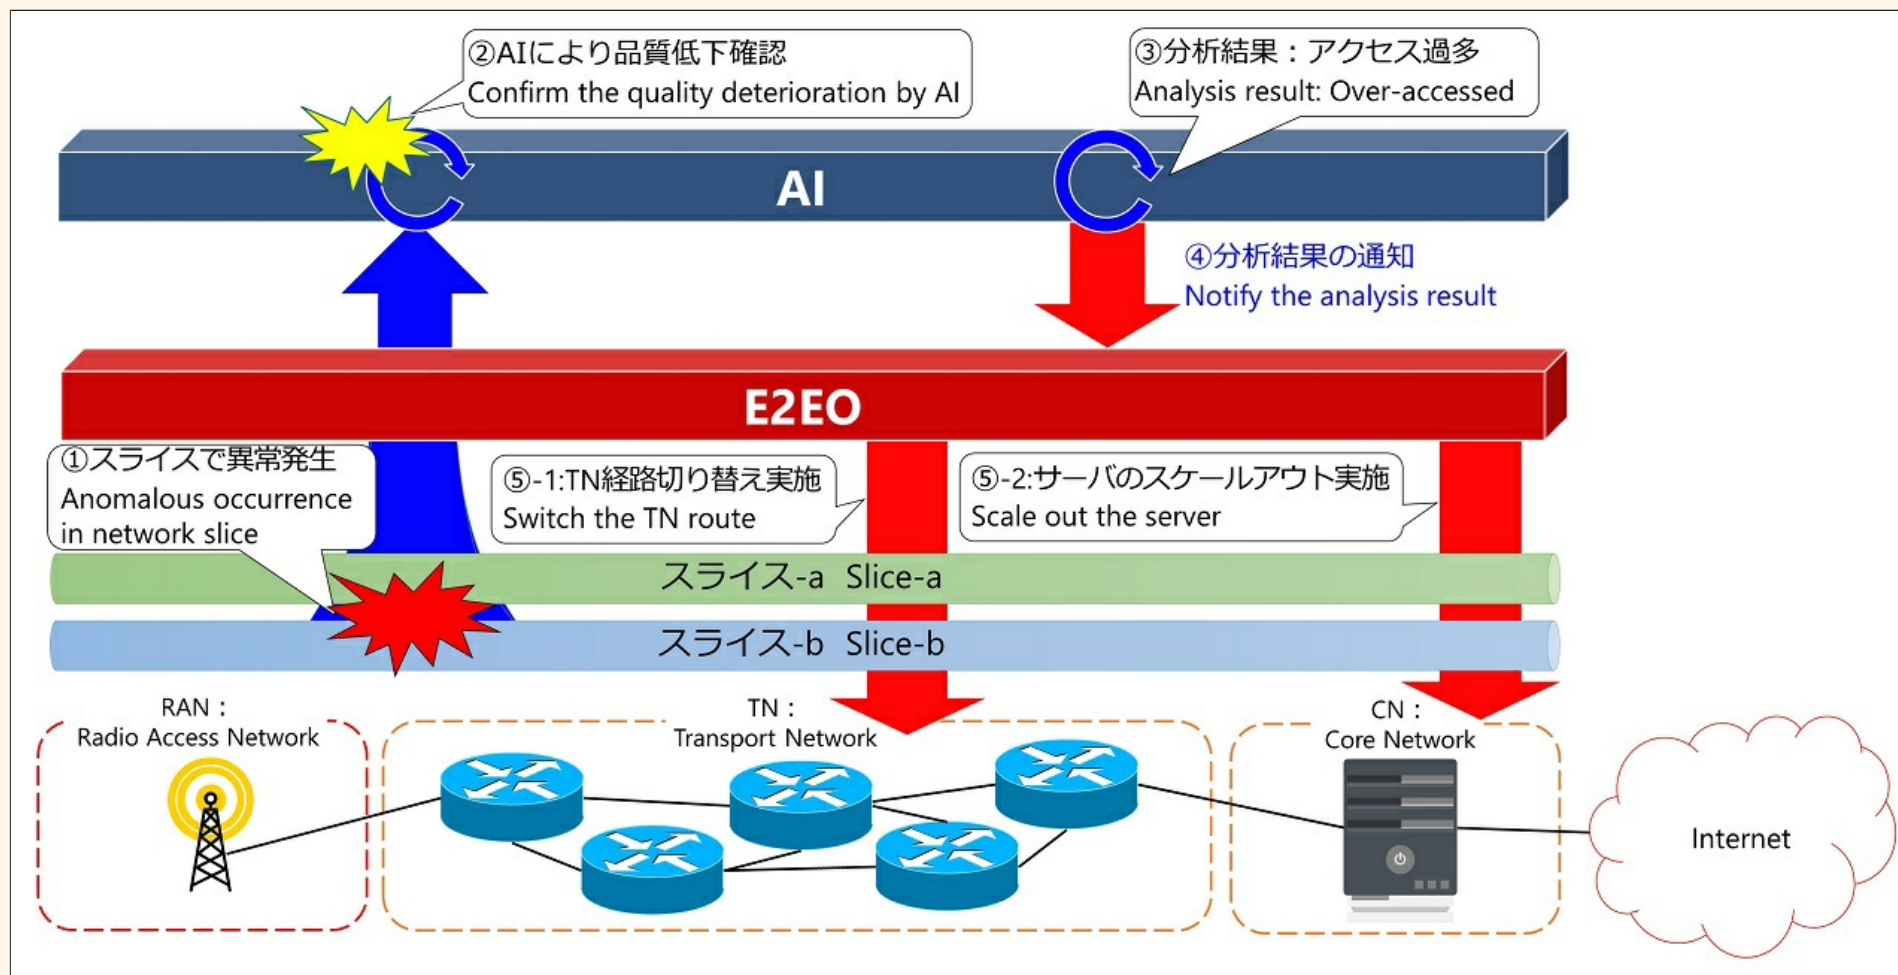 ②AIにより品質低下確認
Confirm the quality deterioration by AI
③分析結果：アクセス過多
Analysis result: Over-accessed
AI
④分析結果の通知
Notify the analysis result
E2EO
①スライスで異常発生
Anomalous occurrence
in network slice
⑤-1:TN経路切り替え実施
Switch the TN route
⑤-2:サーバのスケールアウト実施
Scale out the server
スライス-a Slice-a
スライス-b Slice-b
RAN：
Radio Access Network
TN：
Transport Network
CN：
Core Network
Internet